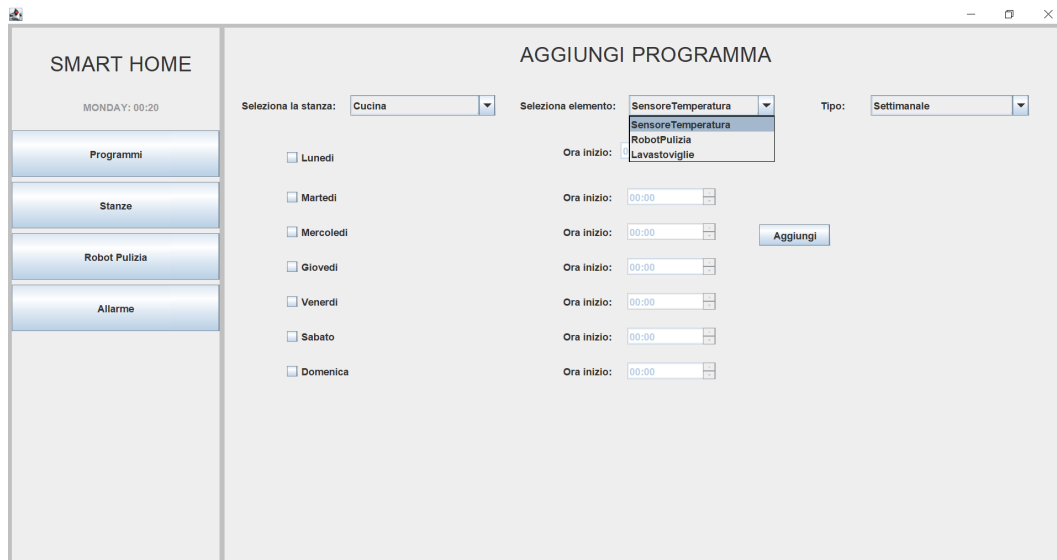 SMART HOME
MONDAY: 00:20
Programmi
Stanze
Robot Pulizia
Allarme
AGGIUNGI PROGRAMMA
Seleziona la stanza: Cucina Seleziona elemento: SensoreTemperatura Tipo: Settimanale
SensoreTemperatura
RobotPulizia
Lavastoviglie
Lunedi Ora inizio:
Martedi Ora inizio: 00:00
Mercoledi Ora inizio: 00:00
Aggiungi
Giovedi Ora inizio: 00:00
Venerdi Ora inizio: 00:00
Sabato Ora inizio: 00:00
Domenica Ora inizio: 00:00